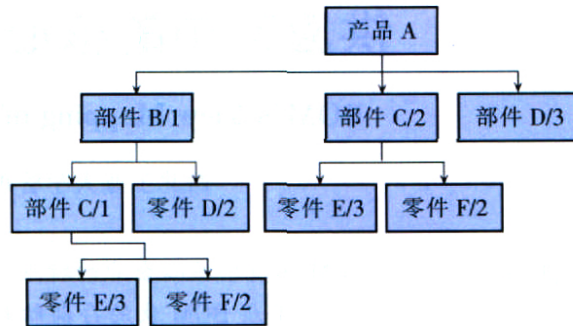 产品 A
部件 B/1
部件 C/2
部件 D/3
部件 C/1
零件 D/2
零件 E/3
零件 F/2
零件 E/3
零件 F/2